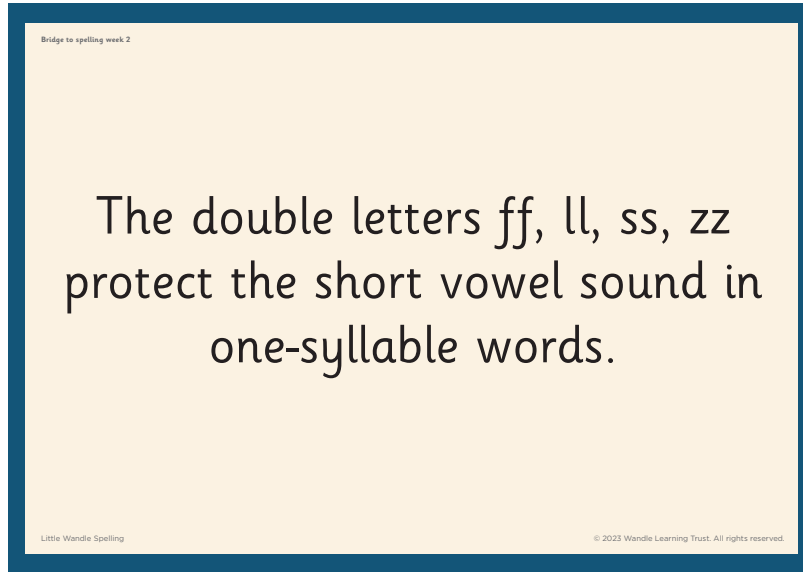 Bridge to spelling week 2
The double letters ff, ll, ss, zz
protect the short vowel sound in
one-syllable words.
Little Wandle Spelling
© 2023 Wandle Learning Trust. All rights reserved.